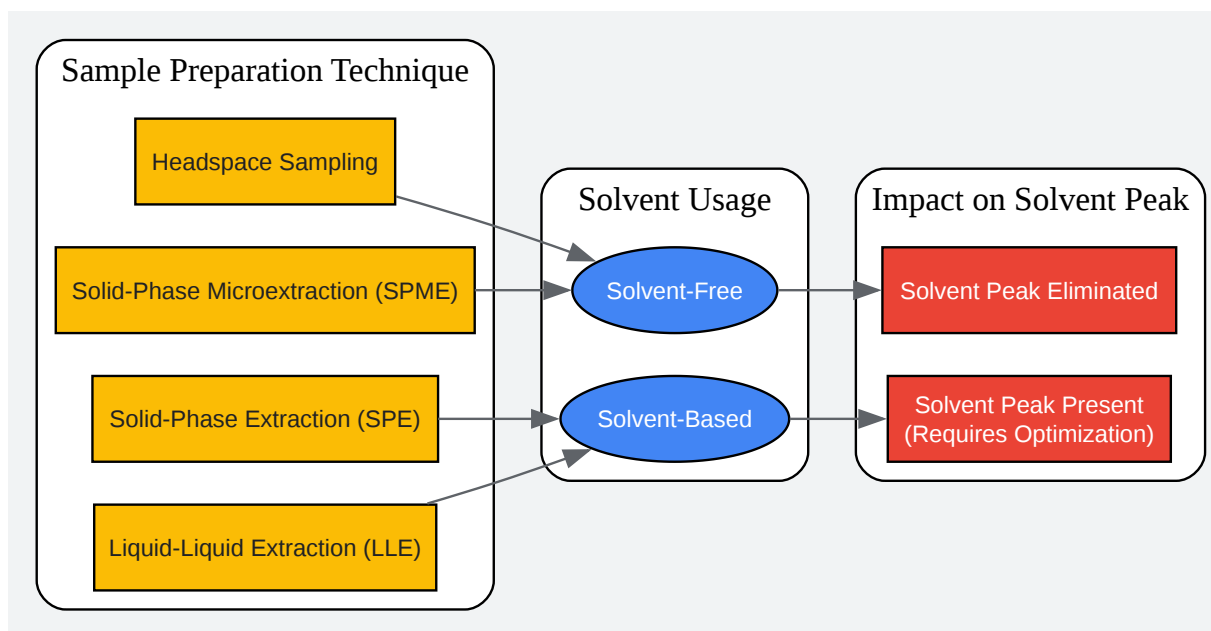 Sample Preparation Technique
Headspace Sampling
Solid-Phase Microextraction (SPME)
Solid-Phase Extraction (SPE)
Liquid-Liquid Extraction (LLE)
Solvent Usage
Solvent-Free
Solvent-Based
Impact on Solvent Peak
Solvent Peak Eliminated
Solvent Peak Present
(Requires Optimization)